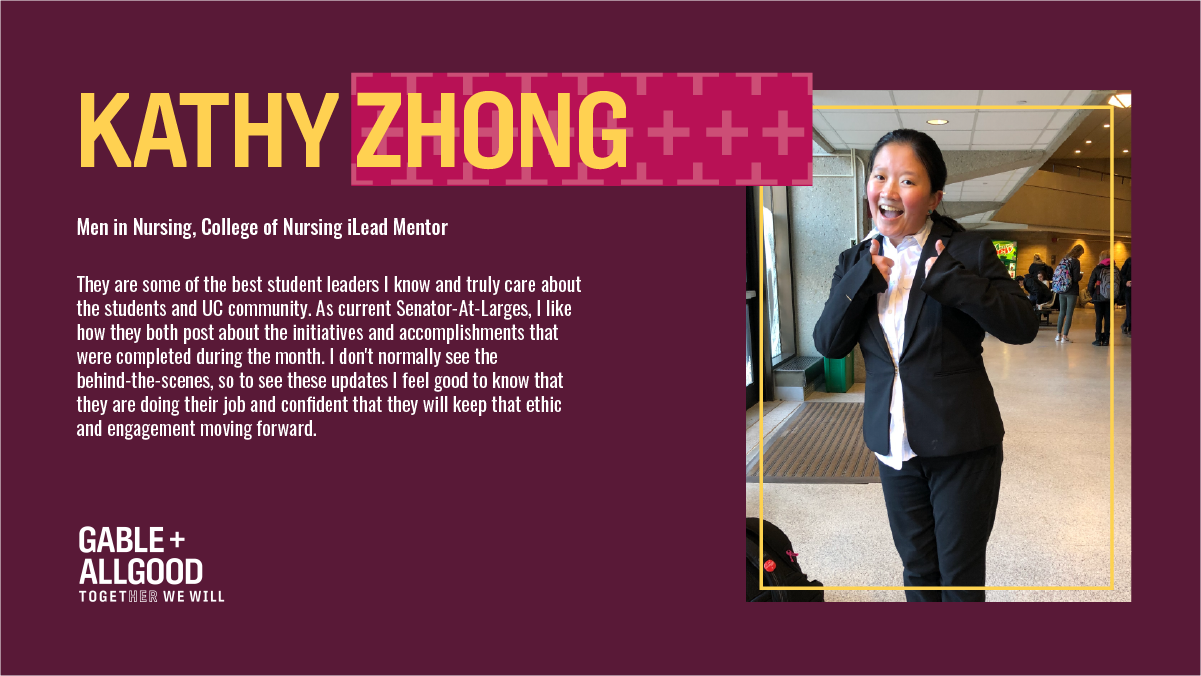 KATHY ZHONG
Men in Nursing, College of Nursing iLead Mentor
They are some of the best student leaders I know and truly care about
the students and UC community. As current Senator-At-Larges, I like
how they both post about the initiatives and accomplishments that
were completed during the month. I don't normally see the
behind-the-scenes, so to see these updates I feel good to know that
they are doing their job and confident that they will keep that ethic
and engagement moving forward.
GABLE +
ALLGOOD
TOGETHER WE WILL